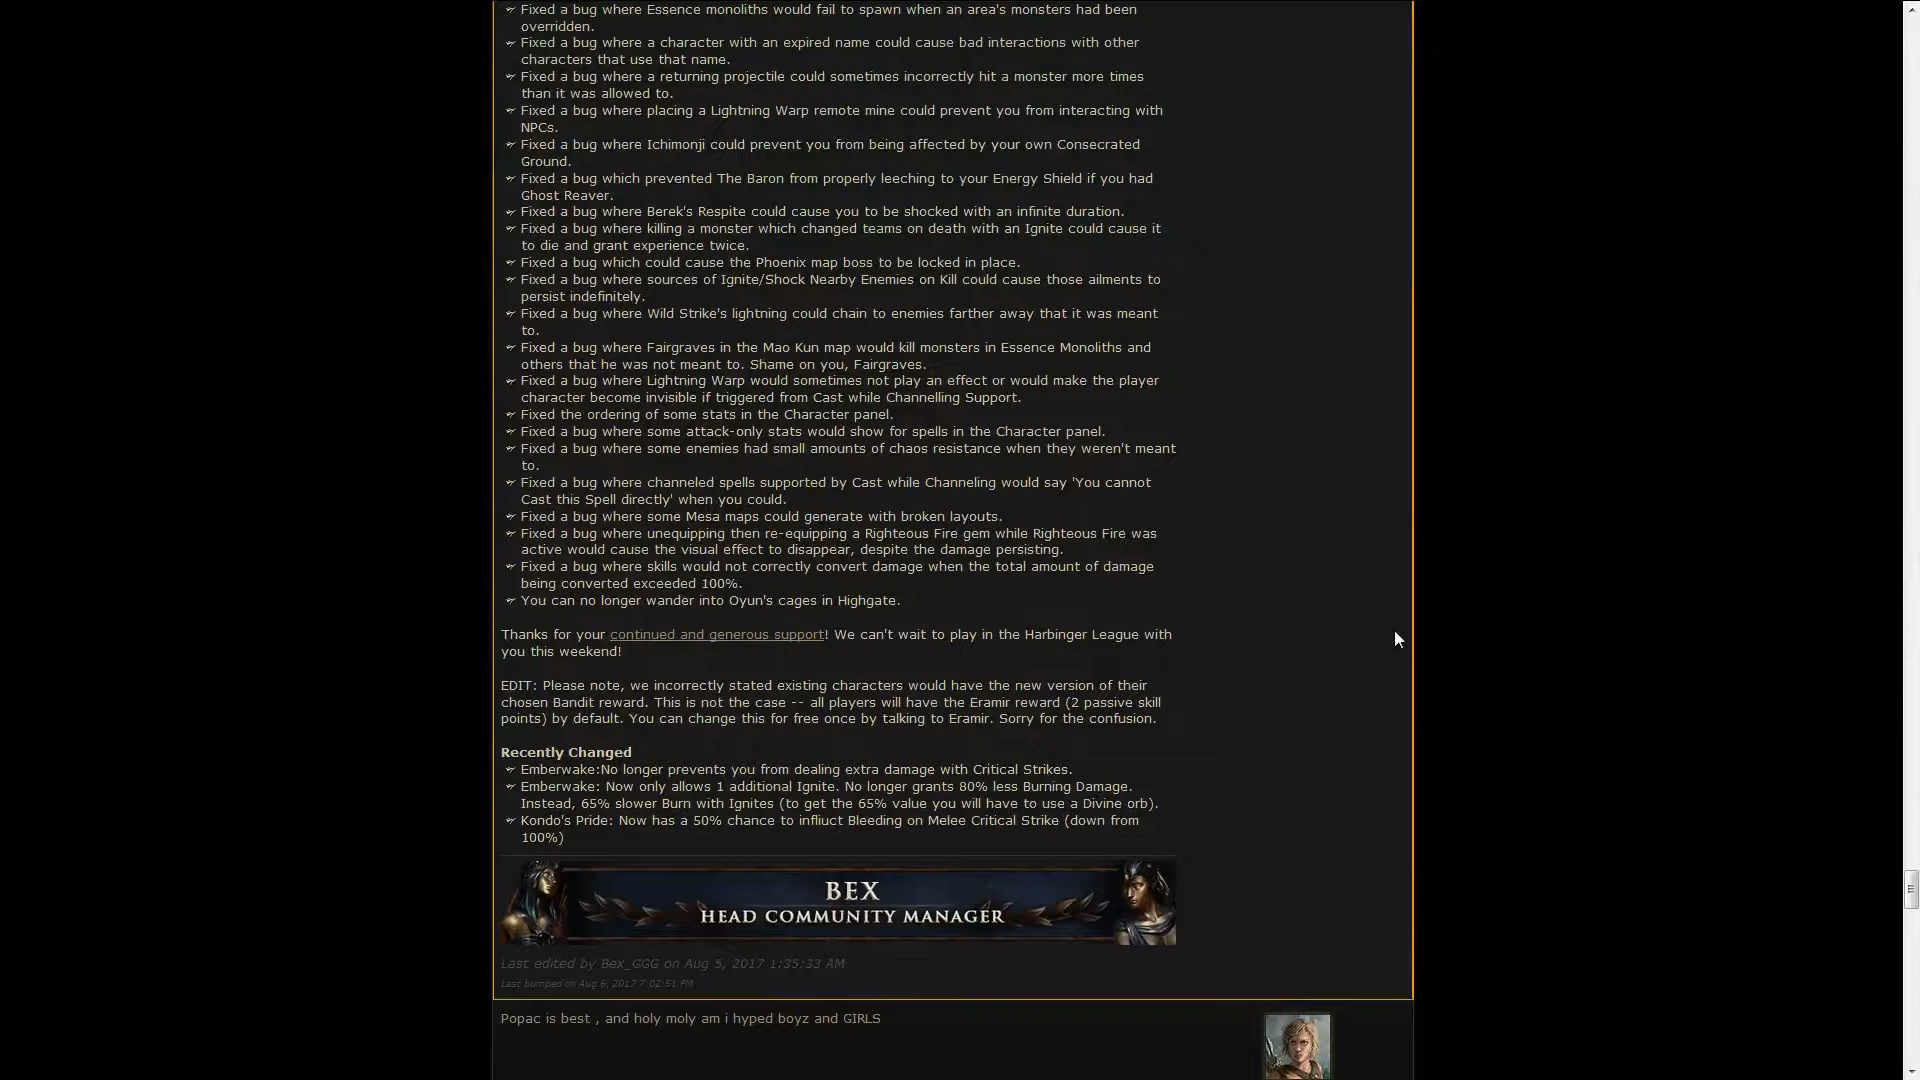 Fixed a bug where Essence monoliths would fail to spawn when an area's monsters had been
overridden.
Fixed a bug where a character with an expired name could cause bad interactions with other
characters that use that name.
Fixed a bug where a returning projectile could sometimes incorrectly hit a monster more times
than it was allowed to.
Fixed a bug where placing a Lightning Warp remote mine could prevent you from interacting with
NPCs.
Fixed a bug where Ichimonji could prevent you from being affected by your own Consecrated
Ground.
Fixed a bug which prevented The Baron from properly leeching to your Energy Shield if you had
Ghost Reaver.
Fixed a bug where Berek's Respite could cause you to be shocked with an infinite duration.
Fixed a bug where killing a monster which changed teams on death with an Ignite could cause it
to die and grant experience twice.
Fixed a bug which could cause the Phoenix map boss to be locked in place.
Fixed a bug where sources of Ignite/Shock Nearby Enemies on Kill could cause those ailments to
persist indefinitely.
Fixed a bug where Wild Strike's lightning could chain to enemies farther away that it was meant
to.
Fixed a bug where Fairgraves in the Mao Kun map would kill monsters in Essence Monoliths and
others that he was not meant to. Shame on you, Fairgraves.
Fixed a bug where Lightning Warp would sometimes not play an effect or would make the player
character become invisible if triggered from Cast while Channelling Support.
Fixed the ordering of some stats in the Character panel.
Fixed a bug where some attack-only stats would show for spells in the Character panel.
Fixed a bug where some enemies had small amounts of chaos resistance when they weren't meant
to.
Fixed a bug where channeled spells supported by Cast while Channeling would say 'You cannot
Cast this Spell directly' when you could.
Fixed a bug where some Mesa maps could generate with broken layouts.
Fixed a bug where unequipping then re-equipping a Righteous Fire gem while Righteous Fire was
active would cause the visual effect to disappear, despite the damage persisting.
Fixed a bug where skills would not correctly convert damage when the total amount of damage
being converted exceeded 100%.
You can no longer wander into Oyun's cages in Highgate.
Thanks for your continued and generous support! We can't wait to play in the Harbinger League with
you this weekend!
EDIT: Please note, we incorrectly stated existing characters would have the new version of their
chosen Bandit reward. This is not the case -- all players will have the Eramir reward (2 passive skill
points) by default. You can change this for free once by talking to Eramir. Sorry for the confusion.
Recently Changed
Emberwake:No longer prevents you from dealing extra damage with Critical Strikes.
Emberwake: Now only allows 1 additional Ignite. No longer grants 80% less Burning Damage.
Instead, 65% slower Burn with Ignites (to get the 65% value you will have to use a Divine orb).
Kondo's Pride: Now has a 50% chance to infliuct Bleeding on Melee Critical Strike (down from
100%)
BEX
HEAD COMMUNITY MANAGER
Last edited by Bex_GGG on Aug 5, 2017 1:35:33 AM
Last bumped on Aug 6, 2017 7:02:51 PM
Popac is best , and holy moly am i hyped boyz and GIRLS